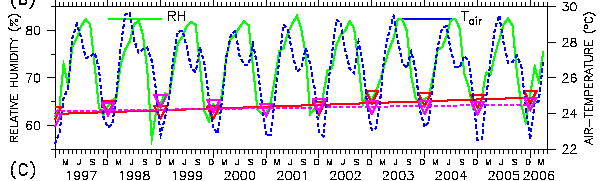 (B)
RH
Tair
RELATIVE HUMIDITY (%)
80
70
60
AIR-TEMPERATURE (°C)
30
28
26
24
22
M J S D M J S D M J S D M J S D M J S D M J S D M J S D M J S D M J S D M
1997 1998 1999 2000 2001 2002 2003 2004 2005 2006
(C)